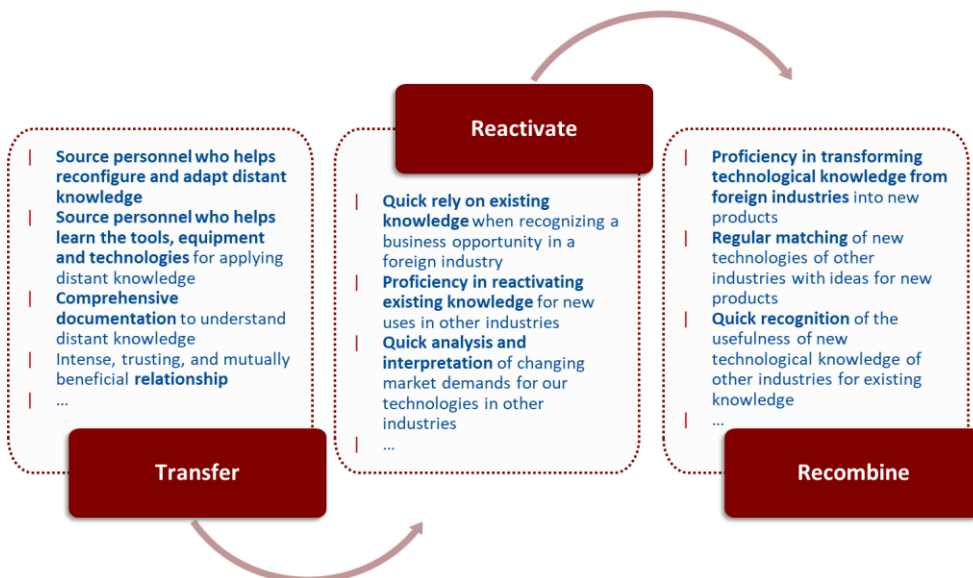 Transfer
| Source personnel who helps
reconfigure and adapt distant
knowledge
| Source personnel who helps
learn the tools, equipment
and technologies for applying
distant knowledge
| Comprehensive
documentation to understand
distant knowledge
| Intense, trusting, and mutually
beneficial relationship
| ...
Reactivate
| Quick rely on existing
knowledge when recognizing a
business opportunity in a
foreign industry
| Proficiency in reactivating
existing knowledge for new
uses in other industries
| Quick analysis and
interpretation of changing
market demands for our
technologies in other
industries
| ...
Recombine
| Proficiency in transforming
technological knowledge from
foreign industries into new
products
| Regular matching of new
technologies of other
industries with ideas for new
products
| Quick recognition of the
usefulness of new
technological knowledge of
other industries for existing
knowledge
| ...